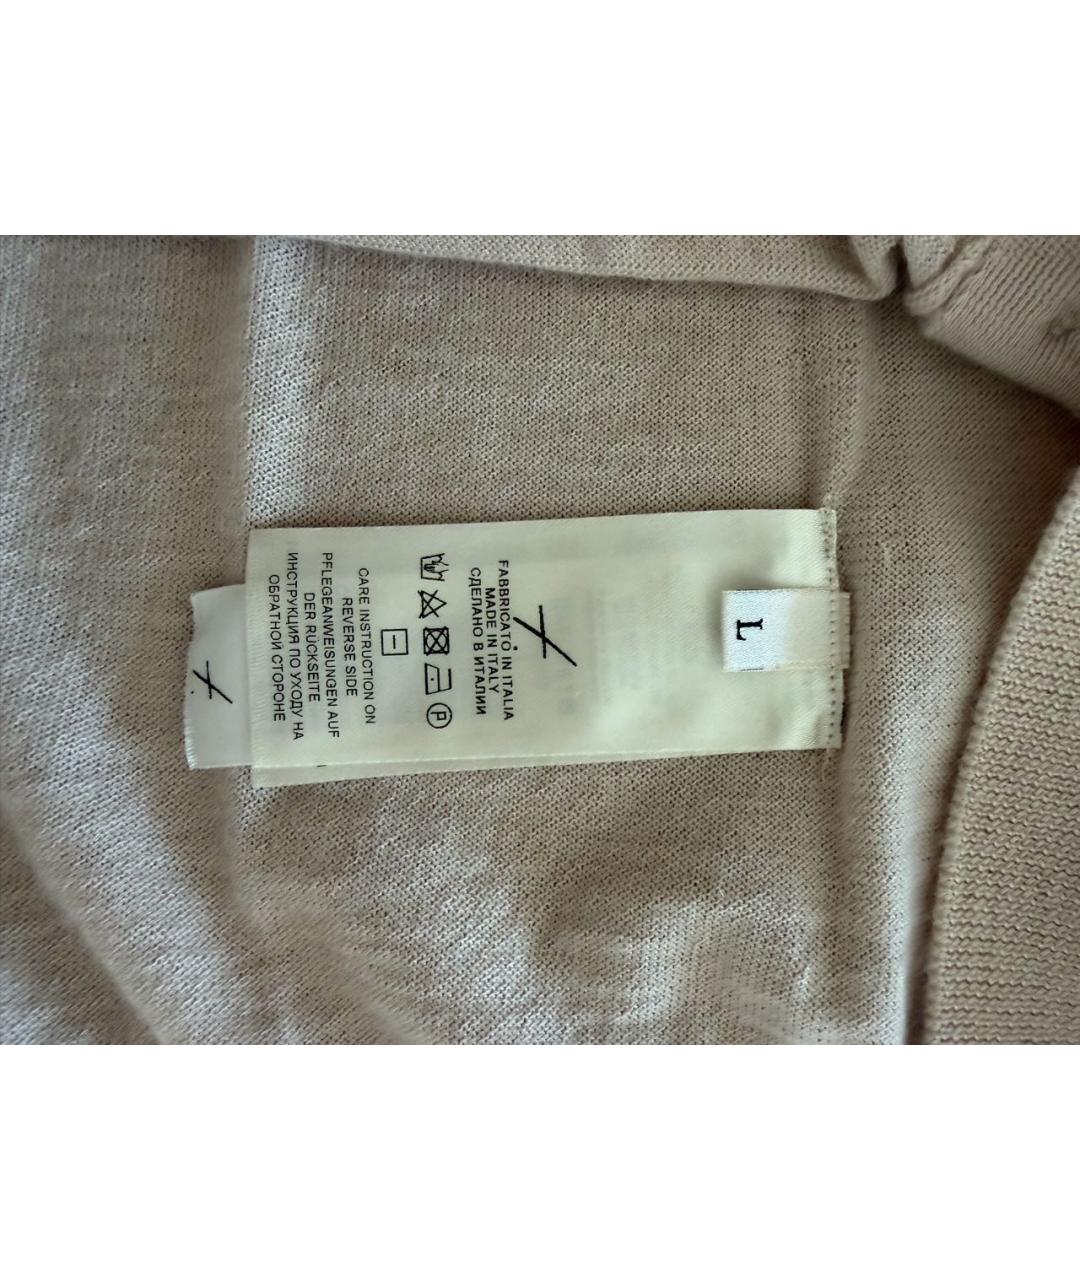 L
FABBRICATO IN ITALIA
MADE IN ITALY
СДЕЛАНО В ИТАЛИИ
P
CARE INSTRUCTION ON
REVERSE SIDE
PFLEGEANWEISUNGEN AUF
DER RÜCKSEITE
ИНСТРУКЦИЯ ПО УХОДУ НА
ОБРАТНОЙ СТОРОНЕ